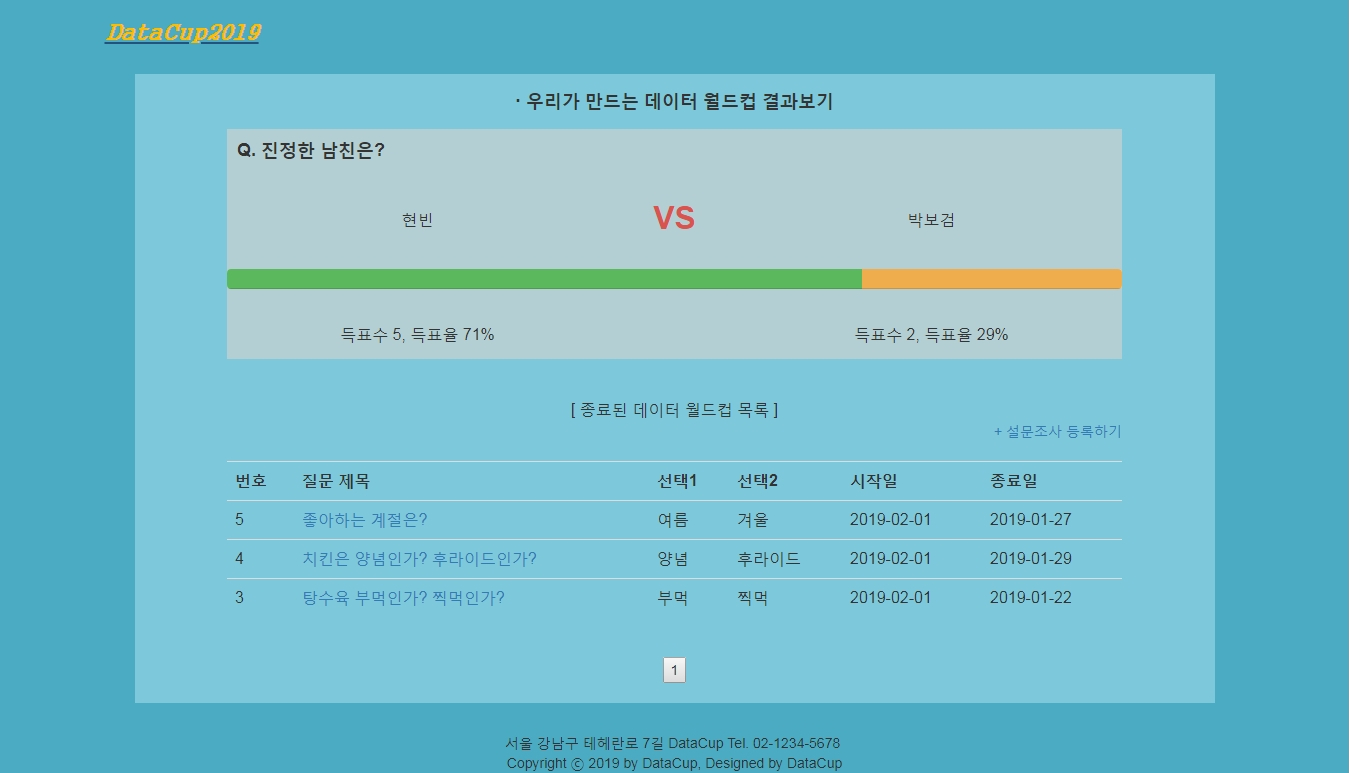 DataCup2019
· 우리가 만드는 데이터 월드컵 결과보기
Q. 진정한 남친은?
현빈 VS 박보검
득표수 5, 득표율 71% 득표수 2, 득표율 29%
[ 종료된 데이터 월드컵 목록 ]
+ 설문조사 등록하기
번호 질문 제목 선택1 선택2 시작일 종료일
5 좋아하는 계절은? 여름 겨울 2019-02-01 2019-01-27
4 치킨은 양념인가? 후라이드인가? 양념 후라이드 2019-02-01 2019-01-29
3 탕수육 부먹인가? 찍먹인가? 부먹 찍먹 2019-02-01 2019-01-22
1
서울 강남구 테헤란로 7길 DataCup Tel. 02-1234-5678
Copyright ⓒ 2019 by DataCup, Designed by DataCup